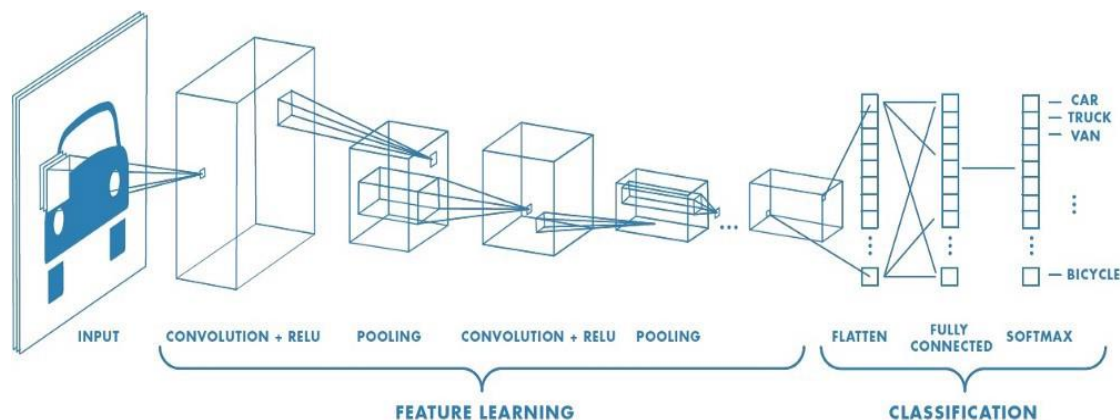 CAR
TRUCK
VAN
BICYCLE
INPUT
CONVOLUTION + RELU
POOLING
CONVOLUTION + RELU
POOLING
FLATTEN
FULLY
CONNECTED
SOFTMAX
FEATURE LEARNING
CLASSIFICATION